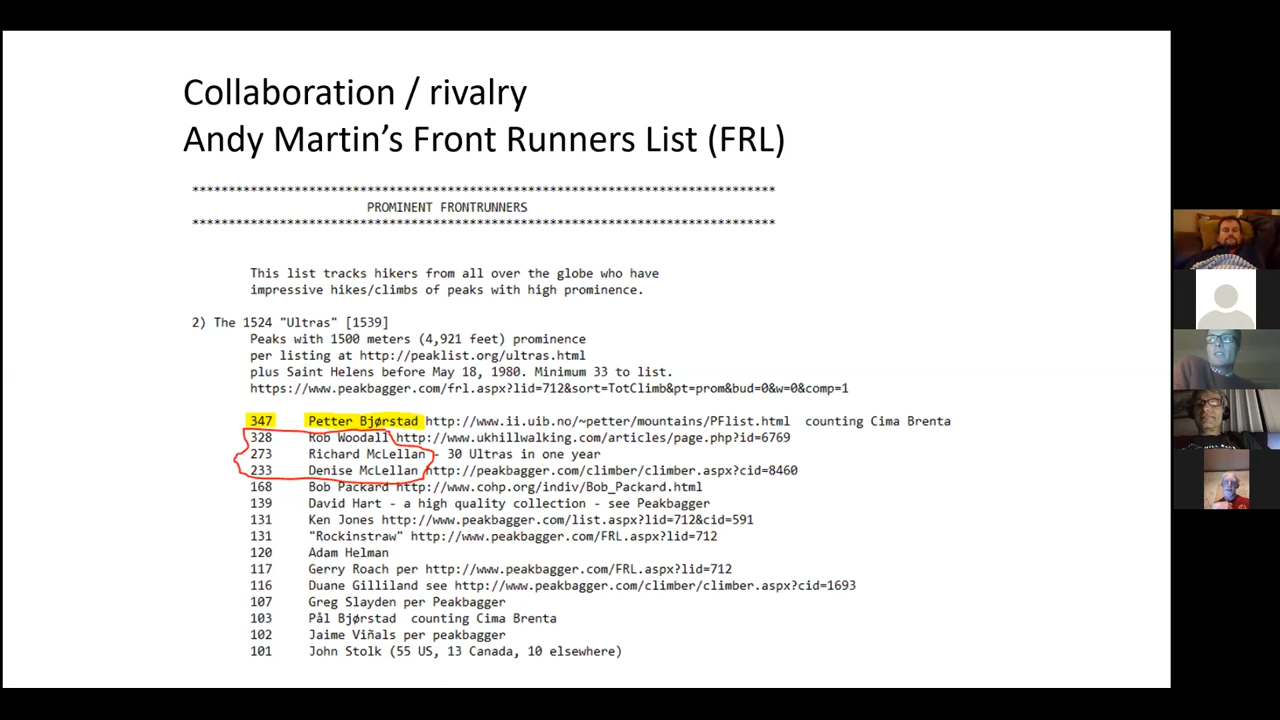 Collaboration / rivalry
Andy Martin’s Front Runners List (FRL)
********************************************************************************
PROMINENT FRONTRUNNERS
********************************************************************************
This list tracks hikers from all over the globe who have
impressive hikes/climbs of peaks with high prominence.
2) The 1524 "Ultras" [1539]
Peaks with 1500 meters (4,921 feet) prominence
per listing at http://peaklist.org/ultras.html
plus Saint Helens before May 18, 1980. Minimum 33 to list.
https://www.peakbagger.com/frl.aspx?lid=712&sort=TotClimb&pt=prom&bud=0&w=0&comp=1
347 Petter Bjørstad http://www.ii.uib.no/~petter/mountains/PFlist.html counting Cima Brenta
328 Rob Woodall http://www.ukhillwalking.com/articles/page.php?id=6769
273 Richard McLellan - 30 Ultras in one year
233 Denise McLellan http://peakbagger.com/climber/climber.aspx?cid=8460
168 Bob Packard http://www.cohp.org/indiv/Bob_Packard.html
139 David Hart - a high quality collection - see Peakbagger
131 Ken Jones http://www.peakbagger.com/list.aspx?lid=712&cid=591
131 "Rockinstraw" http://www.peakbagger.com/FRL.aspx?lid=712
120 Adam Helman
117 Gerry Roach per http://www.peakbagger.com/FRL.aspx?lid=712
116 Duane Gilliland see http://www.peakbagger.com/climber/climber.aspx?cid=1693
107 Greg Slayden per Peakbagger
103 Pål Bjørstad counting Cima Brenta
102 Jaime Viñals per peakbagger
101 John Stolk (55 US, 13 Canada, 10 elsewhere)